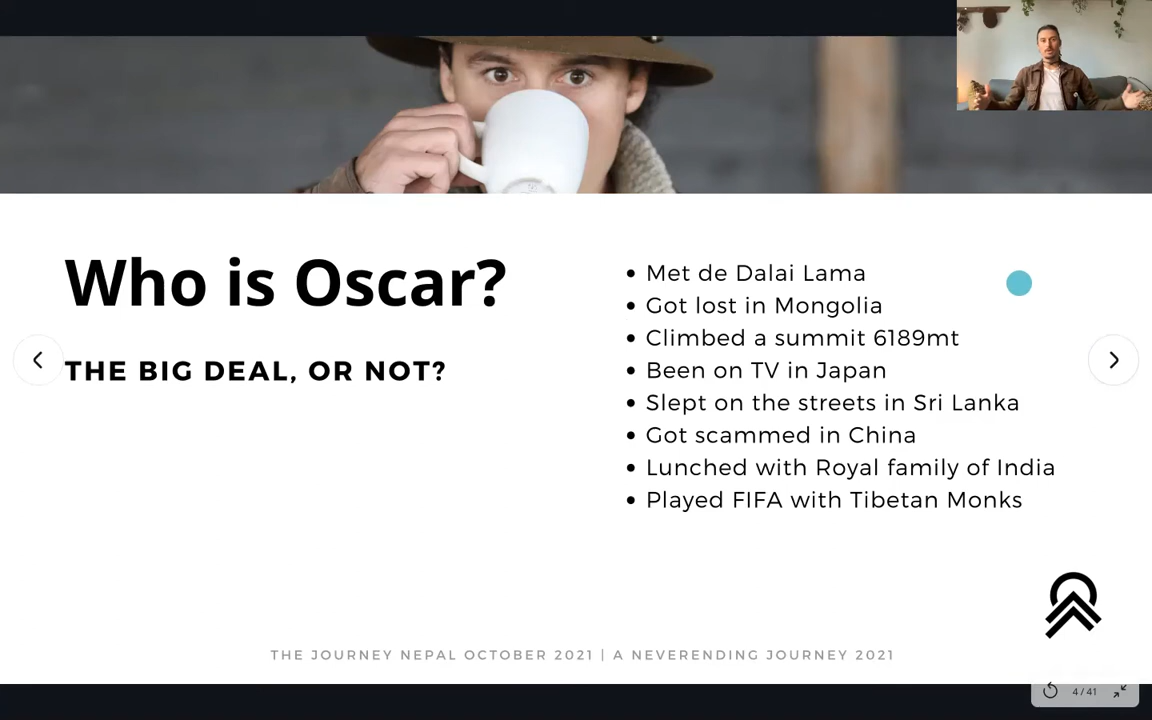 Who is Oscar?
THE BIG DEAL, OR NOT?
• Met de Dalai Lama
• Got lost in Mongolia
• Climbed a summit 6189mt
• Been on TV in Japan
• Slept on the streets in Sri Lanka
• Got scammed in China
• Lunched with Royal family of India
• Played FIFA with Tibetan Monks
THE JOURNEY NEPAL OCTOBER 2021 | A NEVERENDING JOURNEY 2021
4 / 41